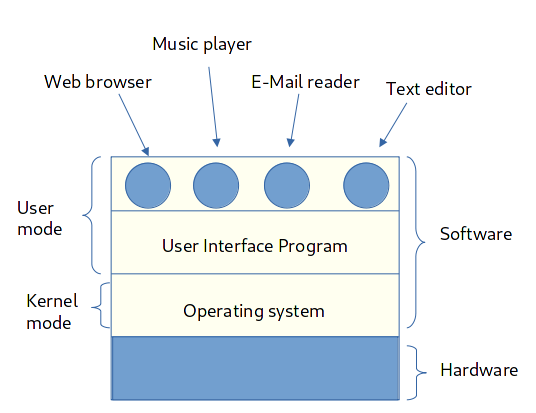 Music player
Web browser
E-Mail reader
Text editor
User
mode
User Interface Program
Software
Kernel
mode
Operating system
Hardware